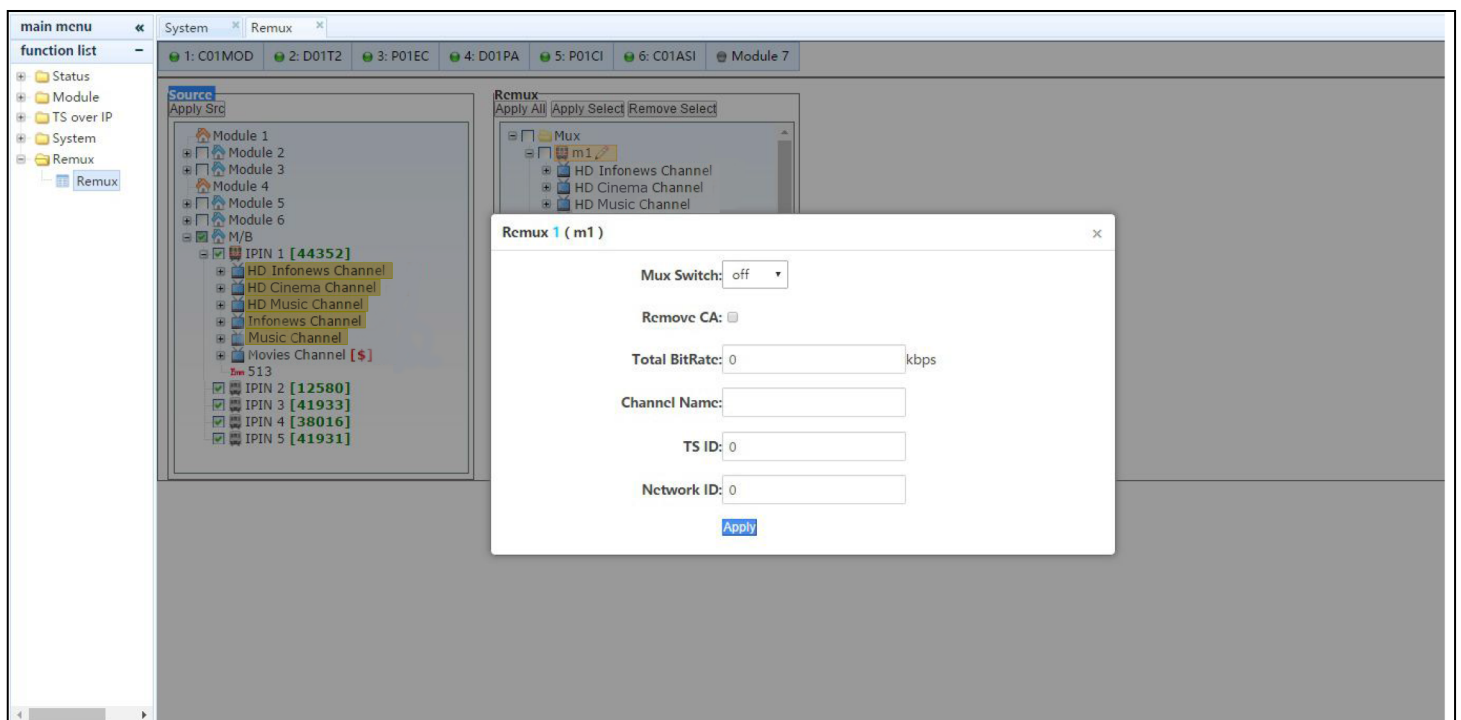 main menu «
function list −
Status
Module
TS over IP
System
Remux
Remux
System × Remux ×
1: C01MOD 2: D01T2 3: P01EC 4: D01PA 5: P01CI 6: C01ASI Module 7
Source
Apply Src
Module 1
Module 2
Module 3
Module 4
Module 5
Module 6
M/B
IPIN 1 [44352]
HD Infonews Channel
HD Cinema Channel
HD Music Channel
Infonews Channel
Music Channel
Movies Channel [$]
513
IPIN 2 [12580]
IPIN 3 [41933]
IPIN 4 [38016]
IPIN 5 [41931]
Remux
Apply All Apply Select Remove Select
Mux
m1
HD Infonews Channel
HD Cinema Channel
HD Music Channel
Remux 1 ( m1 ) ×
Mux Switch: off
Remove CA:
Total BitRate: 0 kbps
Channel Name:
TS ID: 0
Network ID: 0
Apply